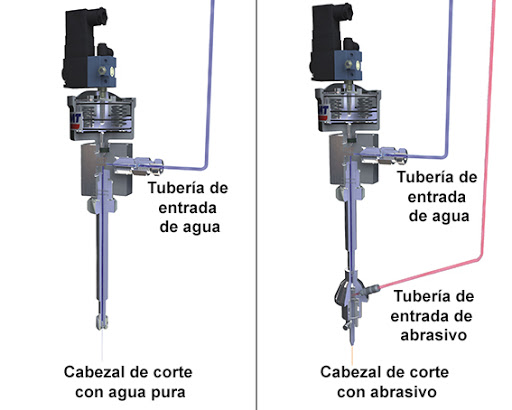 Tubería de
entrada
de agua
Cabezal de corte
con agua pura
Tubería de
entrada
de agua
Tubería de
entrada de
abrasivo
Cabezal de corte
con abrasivo